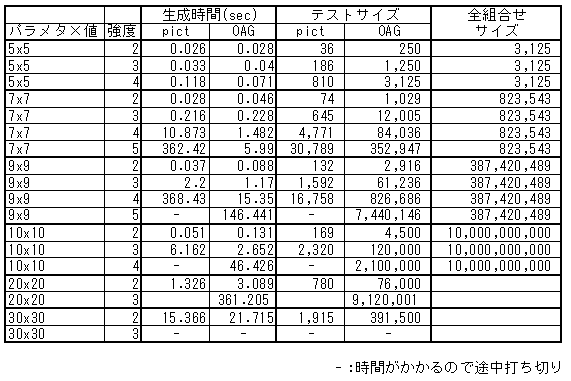 生成時間(sec) テストサイズ 全組合せ
パラメタ×値 強度 pict OAG pict OAG サイズ
5x5 2 0.026 0.028 36 250 3,125
5x5 3 0.033 0.04 186 1,250 3,125
5x5 4 0.118 0.071 810 3,125 3,125
7x7 2 0.028 0.046 74 1,029 823,543
7x7 3 0.216 0.228 645 12,005 823,543
7x7 4 10.873 1.482 4,771 84,036 823,543
7x7 5 362.42 5.99 30,789 352,947 823,543
9x9 2 0.037 0.088 132 2,916 387,420,489
9x9 3 2.2 1.17 1,592 61,236 387,420,489
9x9 4 368.43 15.35 16,758 826,686 387,420,489
9x9 5 - 146.441 - 7,440,146 387,420,489
10x10 2 0.051 0.131 169 4,500 10,000,000,000
10x10 3 6.162 2.652 2,320 120,000 10,000,000,000
10x10 4 - 46.426 - 2,100,000 10,000,000,000
20x20 2 1.326 3.089 780 76,000
20x20 3 361.205 9,120,001
30x30 2 15.366 21.715 1,915 391,500
30x30 3 - - - -
-:時間がかかるので途中打ち切り